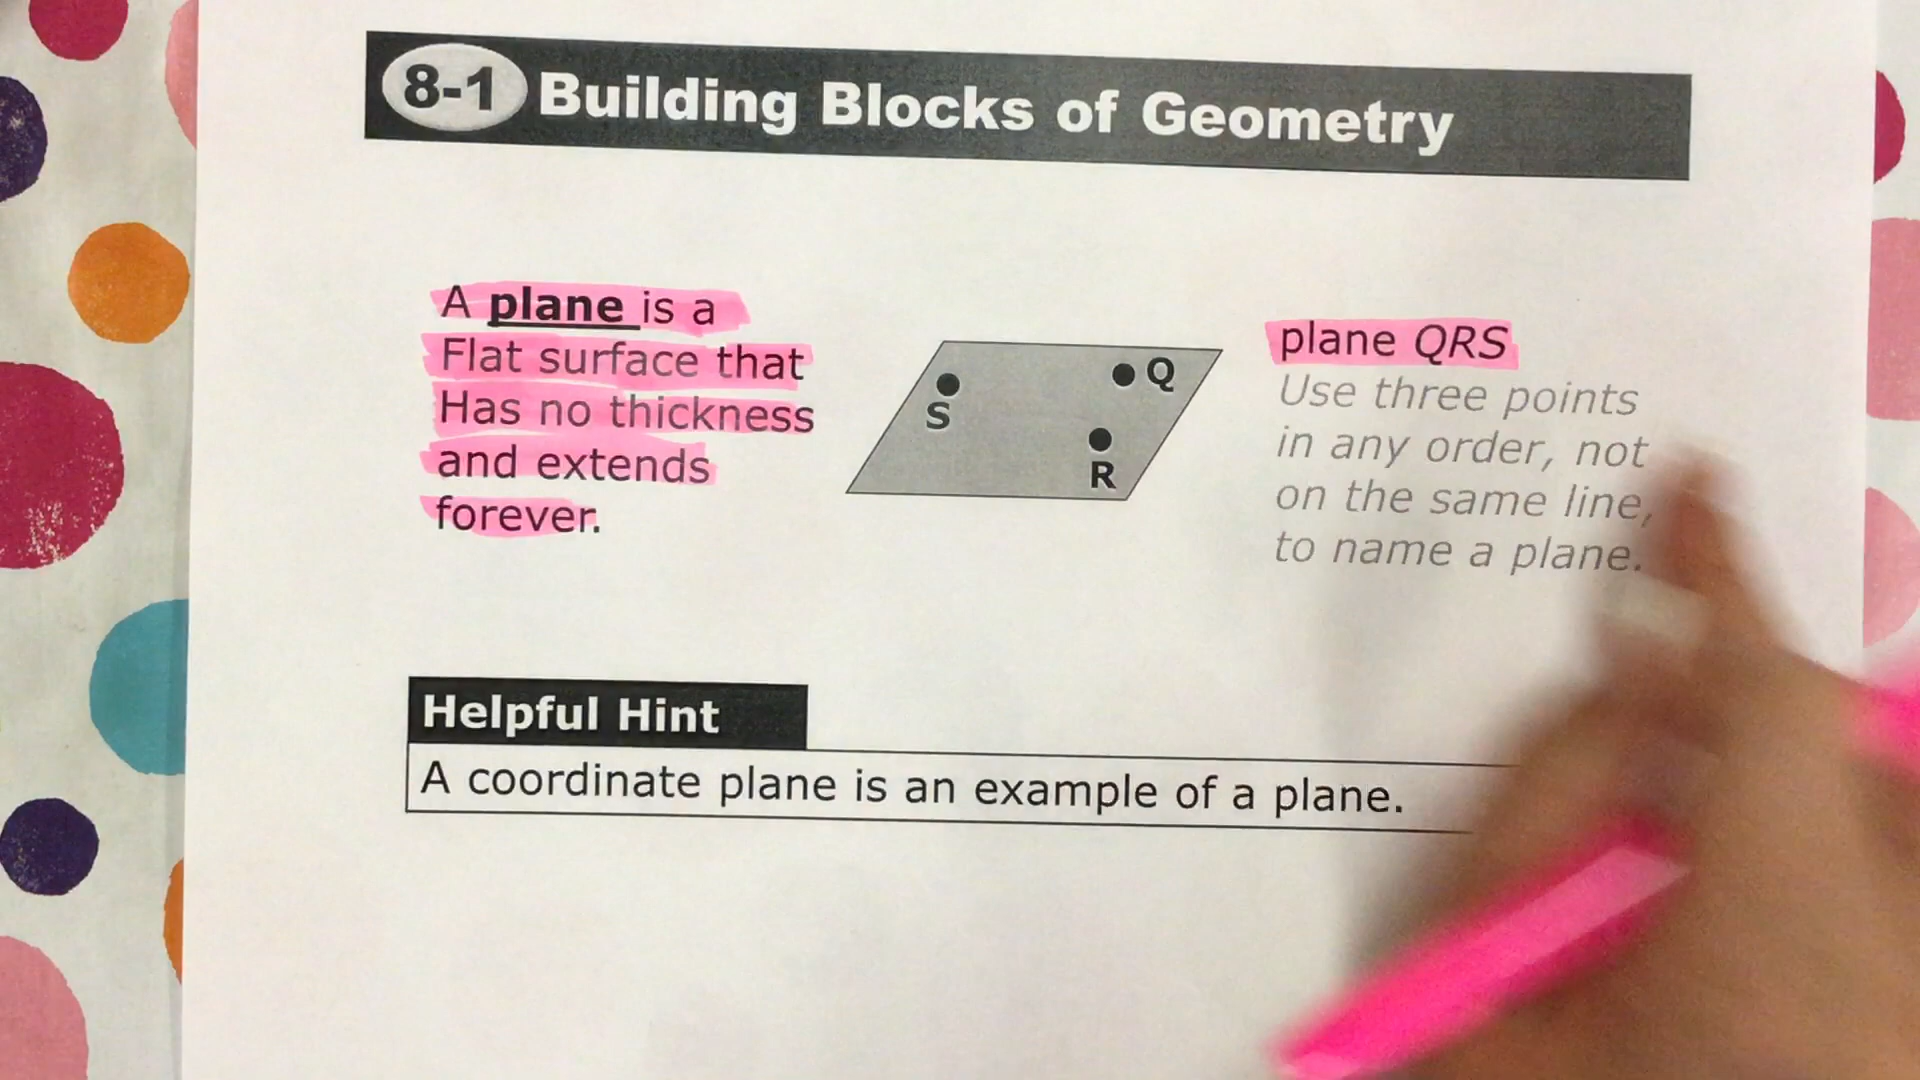 8-1 Building Blocks of Geometry
A plane is a
Flat surface that
Has no thickness
and extends
forever.
S
Q
R
plane QRS
Use three points
in any order, not
on the same line,
to name a plane.
Helpful Hint
A coordinate plane is an example of a plane.